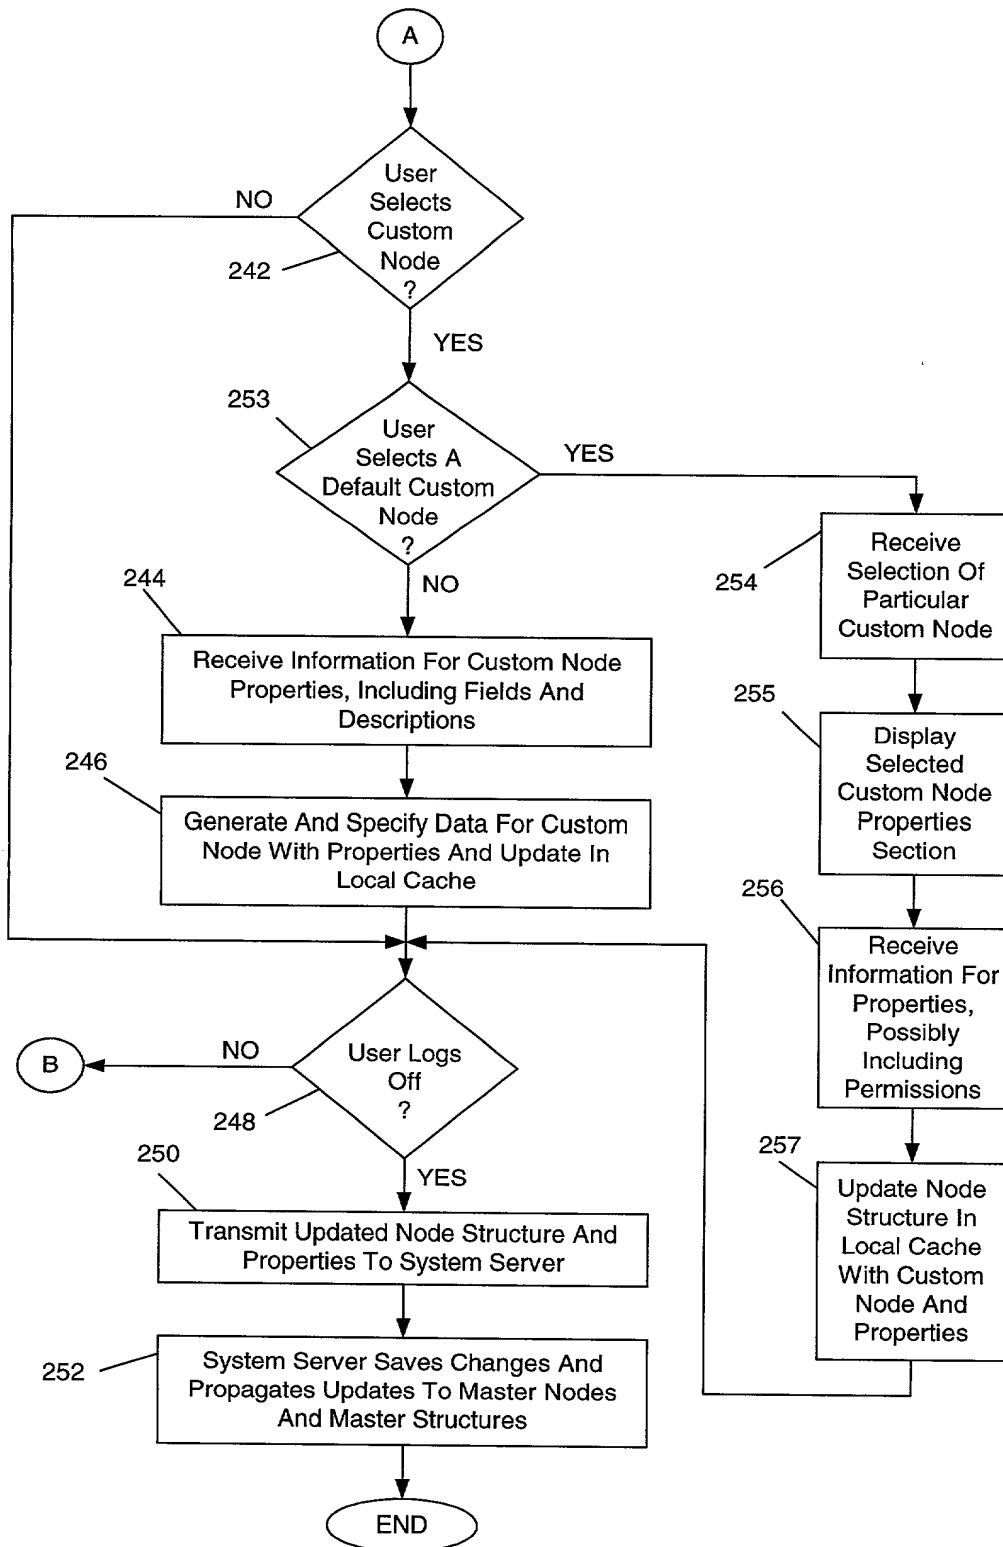 A
User
Selects
Custom
Node
?
NO
242
YES
253
User
Selects A
Default Custom
Node
?
YES
NO
254
Receive
Selection Of
Particular
Custom Node
244
Receive Information For Custom Node
Properties, Including Fields And
Descriptions
255
Display
Selected
Custom Node
Properties
Section
246
Generate And Specify Data For Custom
Node With Properties And Update In
Local Cache
256
Receive
Information For
Properties,
Possibly
Including
Permissions
B
NO
User Logs
Off
?
248
YES
257
Update Node
Structure In
Local Cache
With Custom
Node And
Properties
250
Transmit Updated Node Structure And
Properties To System Server
252
System Server Saves Changes And
Propagates Updates To Master Nodes
And Master Structures
END